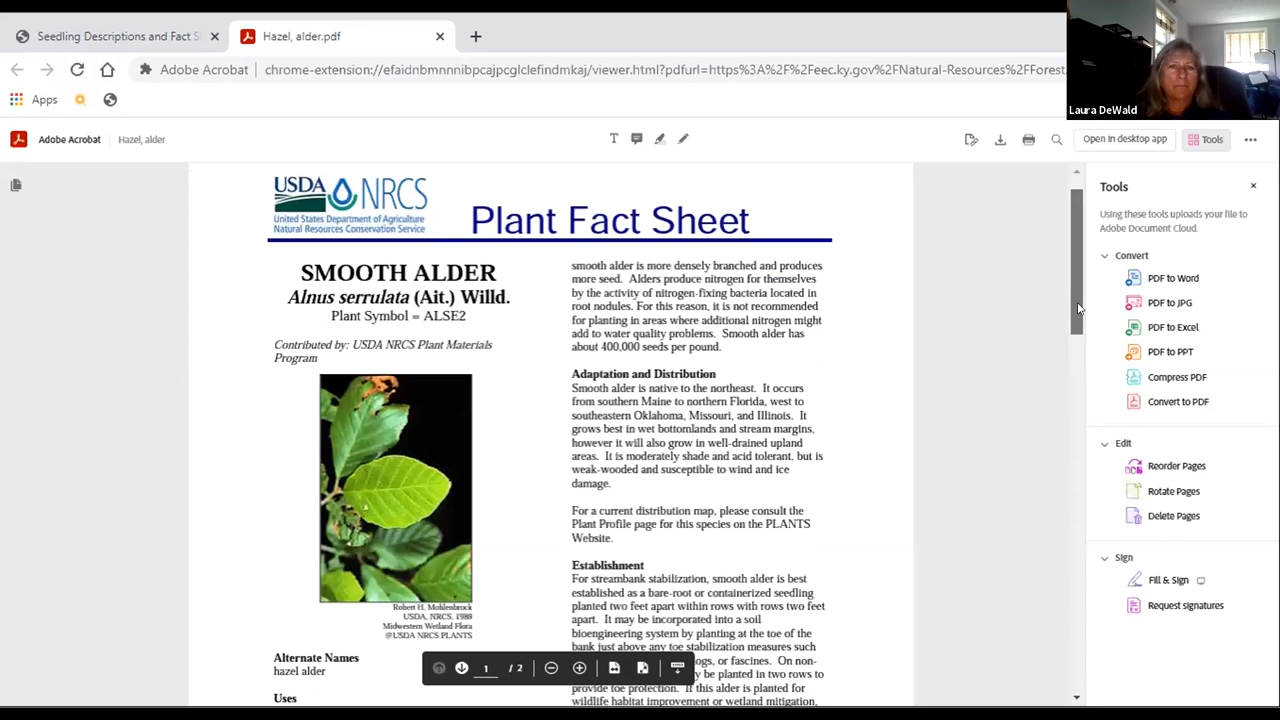 Seedling Descriptions and Fact S
Hazel, alder.pdf
Adobe Acrobat
Apps
Laura DeWald
Adobe Acrobat
Hazel, alder
Open in desktop app
Tools
USDA NRCS
United States Department of Agriculture
Natural Resources Conservation Service
Plant Fact Sheet
SMOOTH ALDER
Alnus serrulata (Ait.) Willd.
Plant Symbol = ALSE2
Contributed by: USDA NRCS Plant Materials
Program
Robert H. Mohlenbrock
USDA, NRCS, 1989
Midwestern Wetland Flora
@USDA NRCS PLANTS
Alternate Names
hazel alder
Uses
smooth alder is more densely branched and produces
more seed. Alders produce nitrogen for themselves
by the activity of nitrogen-fixing bacteria located in
root nodules. For this reason, it is not recommended
for planting in areas where additional nitrogen might
add to water quality problems. Smooth alder has
about 400,000 seeds per pound.
Adaptation and Distribution
Smooth alder is native to the northeast. It occurs
from southern Maine to northern Florida, west to
southeastern Oklahoma, Missouri, and Illinois. It
grows best in wet bottomlands and stream margins,
however it will also grow in well-drained upland
areas. It is moderately shade and acid tolerant, but is
weak-wooded and susceptible to wind and ice
damage.
For a current distribution map, please consult the
Plant Profile page for this species on the PLANTS
Website.
Establishment
For streambank stabilization, smooth alder is best
established as a bare-root or containerized seedling
planted two feet apart within rows with rows two feet
apart. It may be incorporated into a soil
bioengineering system by planting at the toe of the
bank just above any toe stabilization measures such
ogs, or fascines. On non-
y be planted in two rows to
provide toe protection. If this alder is planted for
wildlife habitat improvement or wetland mitigation,
1 / 2
Tools
Using these tools uploads your file to
Adobe Document Cloud.
Convert
PDF to Word
PDF to JPG
PDF to Excel
PDF to PPT
Compress PDF
Convert to PDF
Edit
Reorder Pages
Rotate Pages
Delete Pages
Sign
Fill & Sign
Request signatures